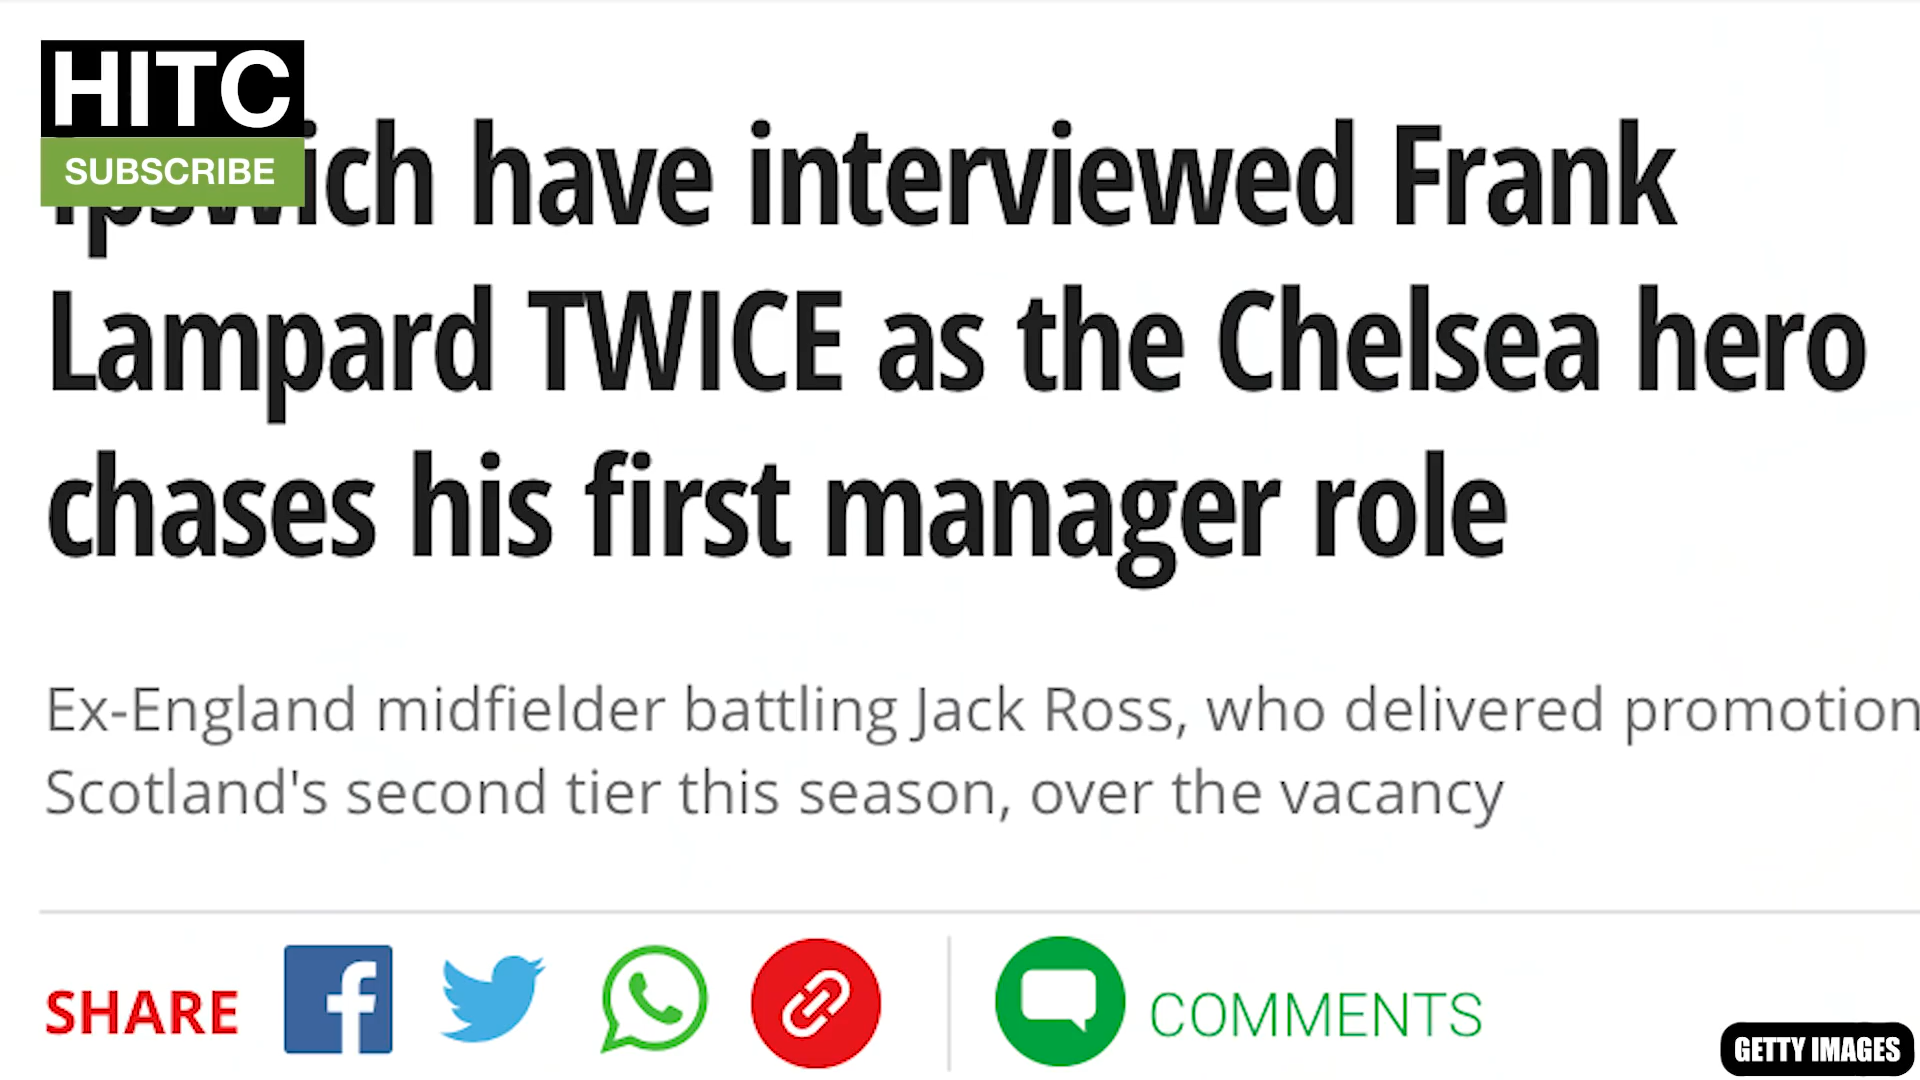 HITC
SUBSCRIBE
Ipswich have interviewed Frank
Lampard TWICE as the Chelsea hero
chases his first manager role
Ex-England midfielder battling Jack Ross, who delivered promotion
Scotland's second tier this season, over the vacancy
SHARE
COMMENTS
GETTY IMAGES